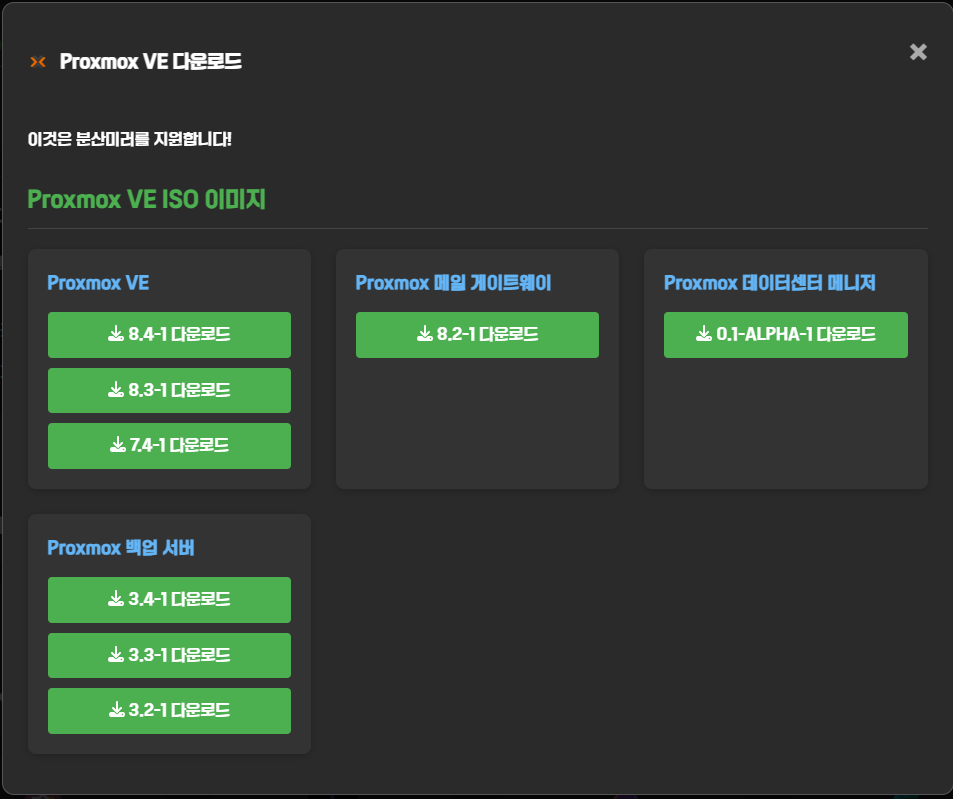 Proxmox VE 다운로드
이것은 분산미러를 지원합니다!
Proxmox VE ISO 이미지
Proxmox VE
8.4-1 다운로드
8.3-1 다운로드
7.4-1 다운로드
Proxmox 메일 게이트웨이
8.2-1 다운로드
Proxmox 데이터센터 메니저
0.1-ALPHA-1 다운로드
Proxmox 백업 서버
3.4-1 다운로드
3.3-1 다운로드
3.2-1 다운로드